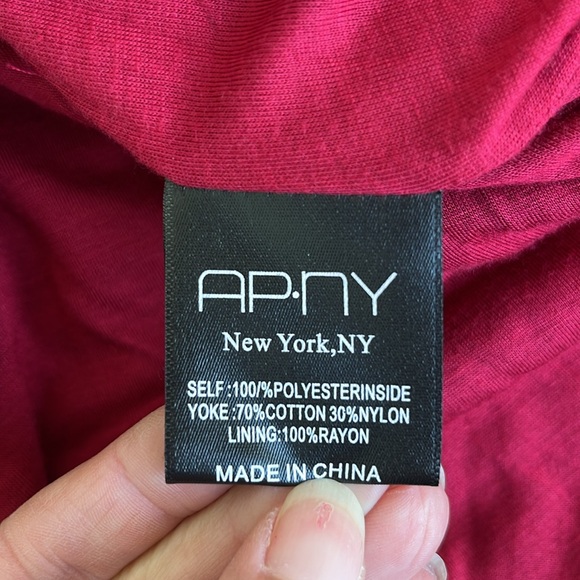 AP·NY
New York,NY
SELF :100/%POLYESTERINSIDE
YOKE :70%COTTON 30%NYLON
LINING:100%RAYON
MADE IN CHINA